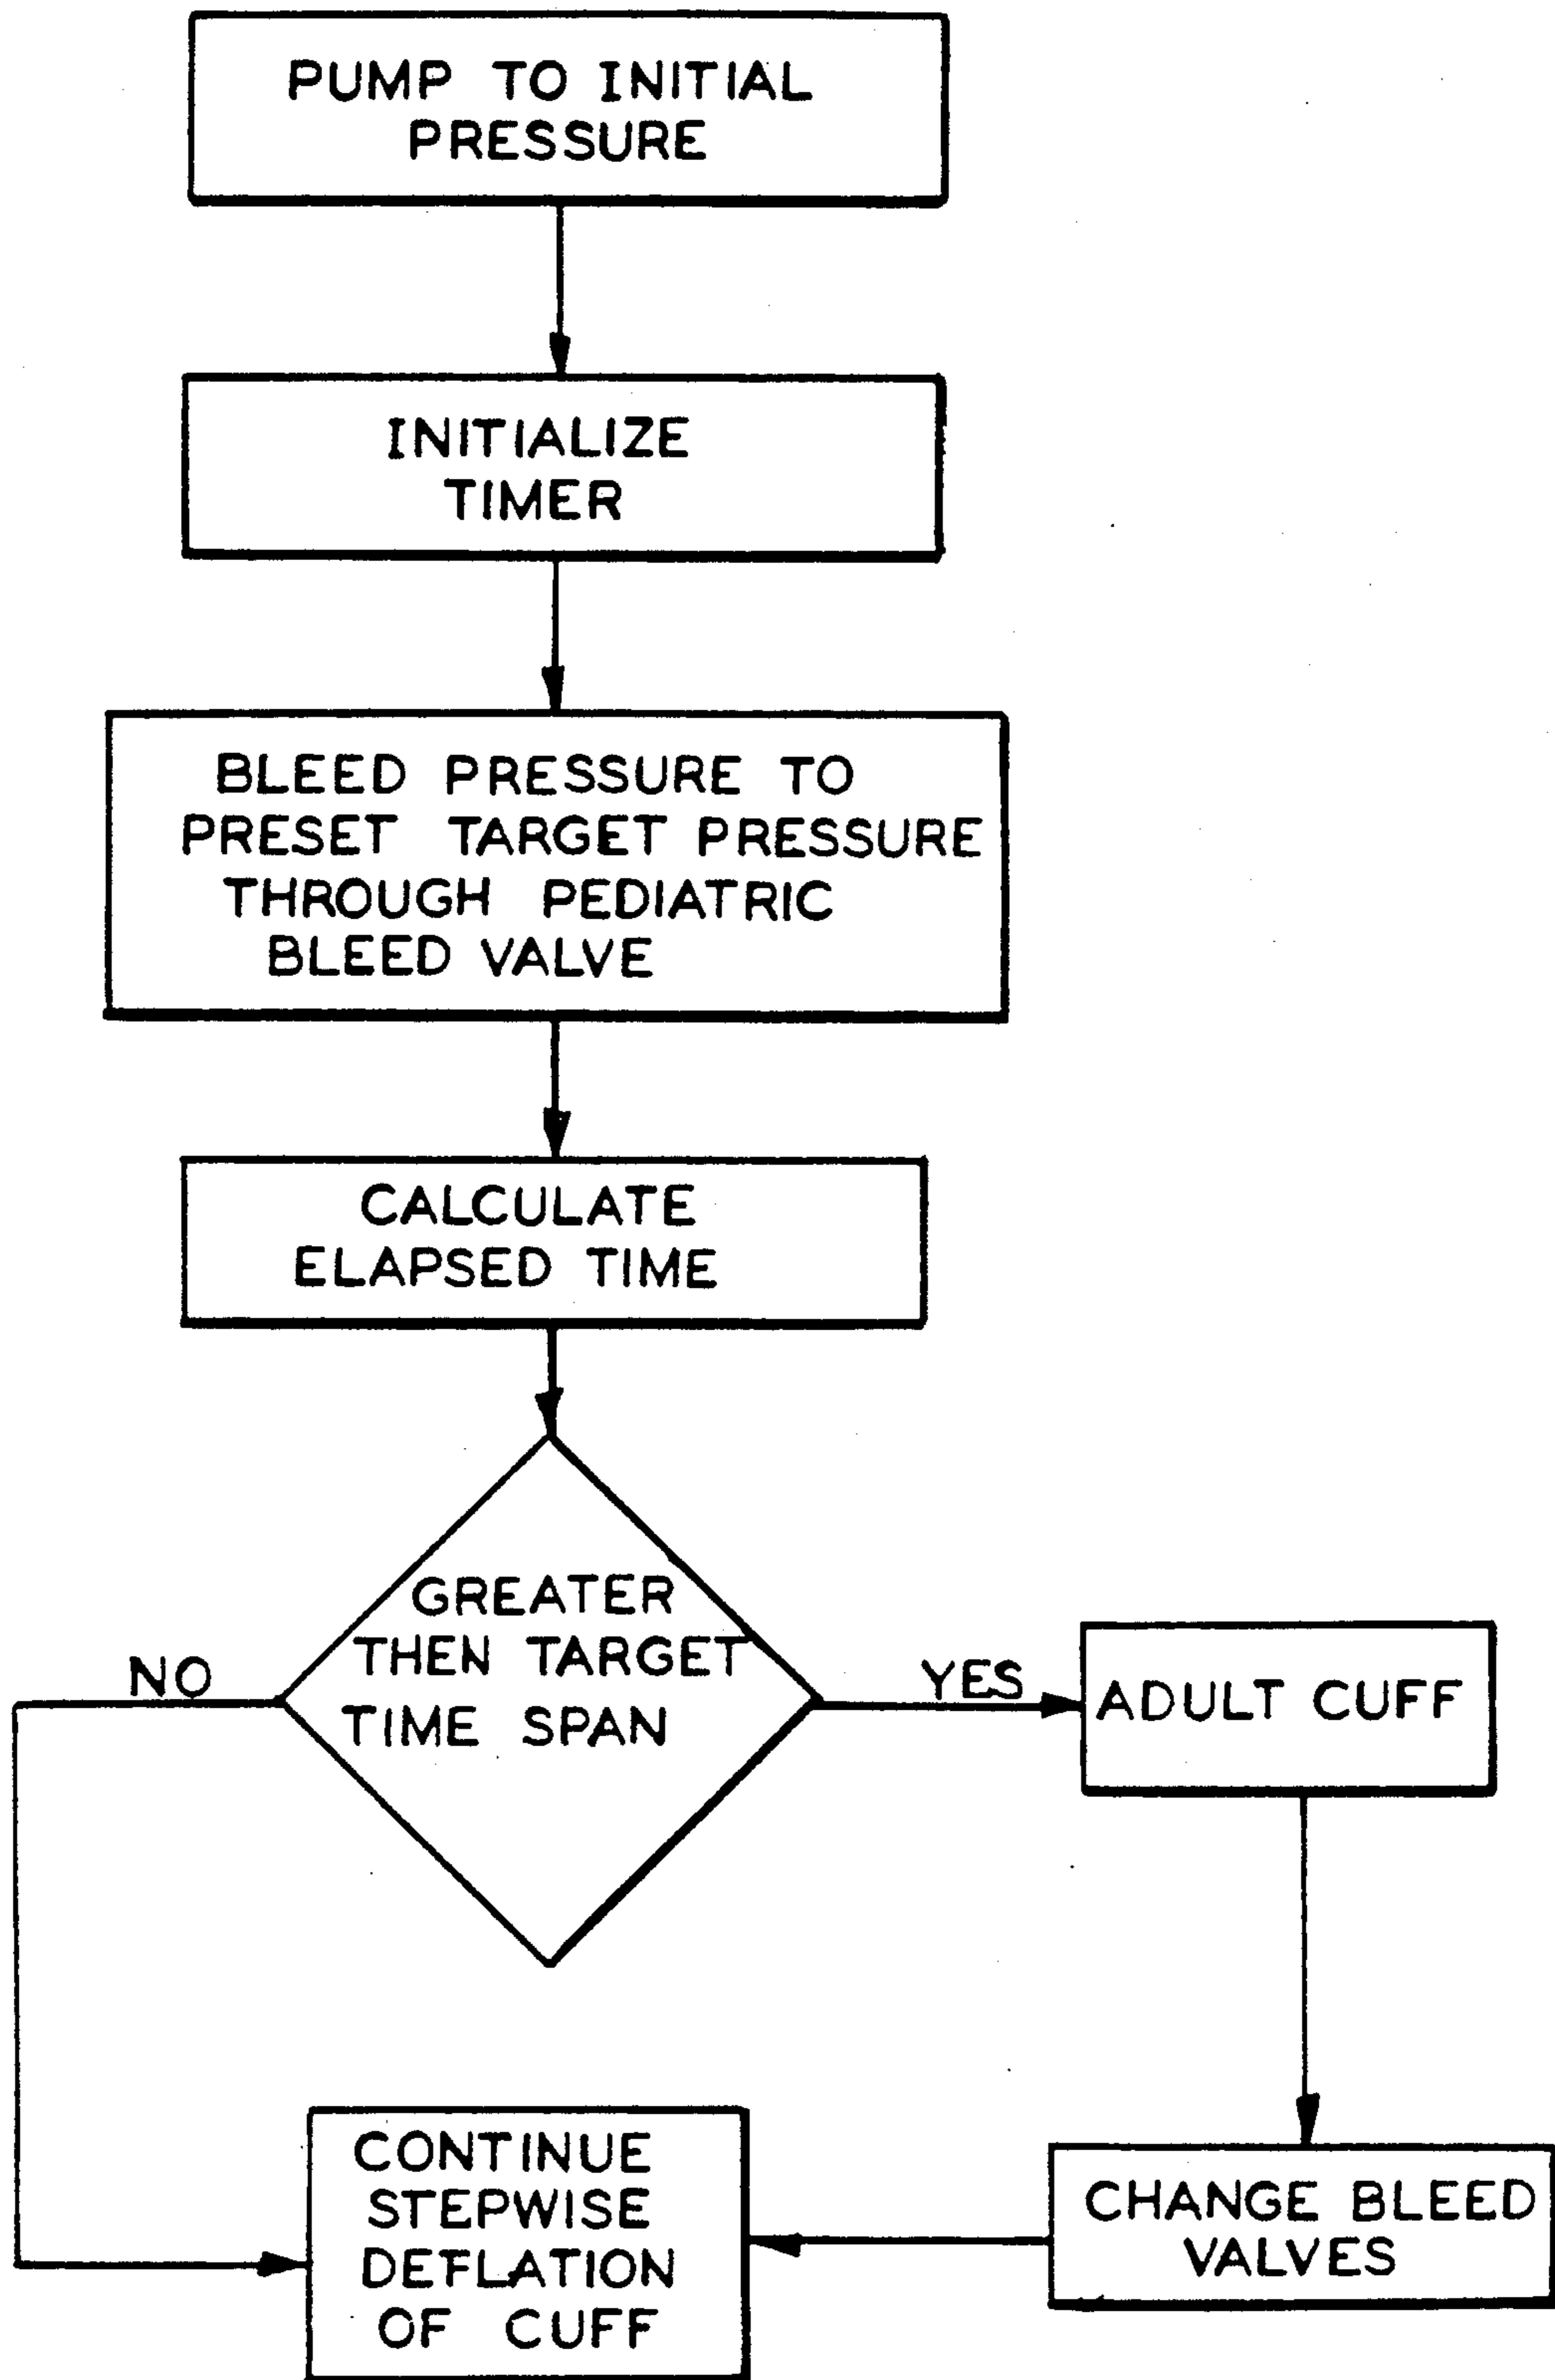 PUMP TO INITIAL
PRESSURE
INITIALIZE
TIMER
BLEED PRESSURE TO
PRESET TARGET PRESSURE
THROUGH PEDIATRIC
BLEED VALVE
CALCULATE
ELAPSED TIME
GREATER
THEN TARGET
TIME SPAN
NO
YES
ADULT CUFF
CHANGE BLEED
VALVES
CONTINUE
STEPWISE
DEFLATION
OF CUFF